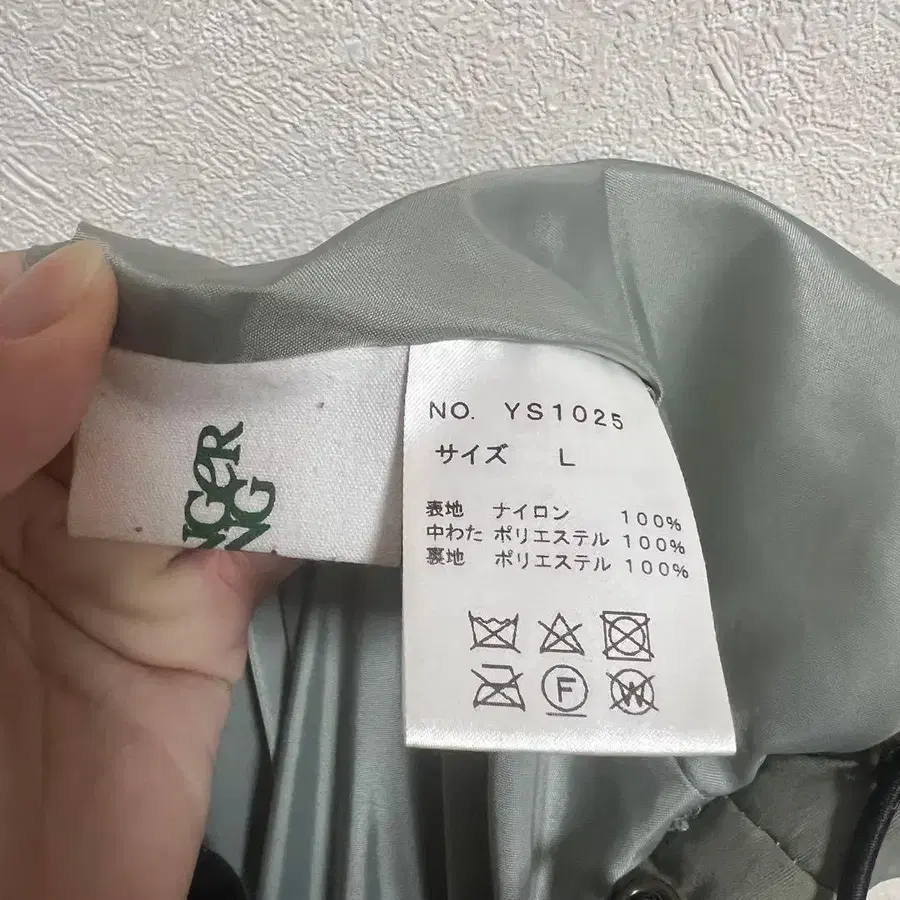 NO. YS1025
サイズ L
表地 ナイロン 100%
中わた ポリエステル 100%
裏地 ポリエステル 100%
F
W